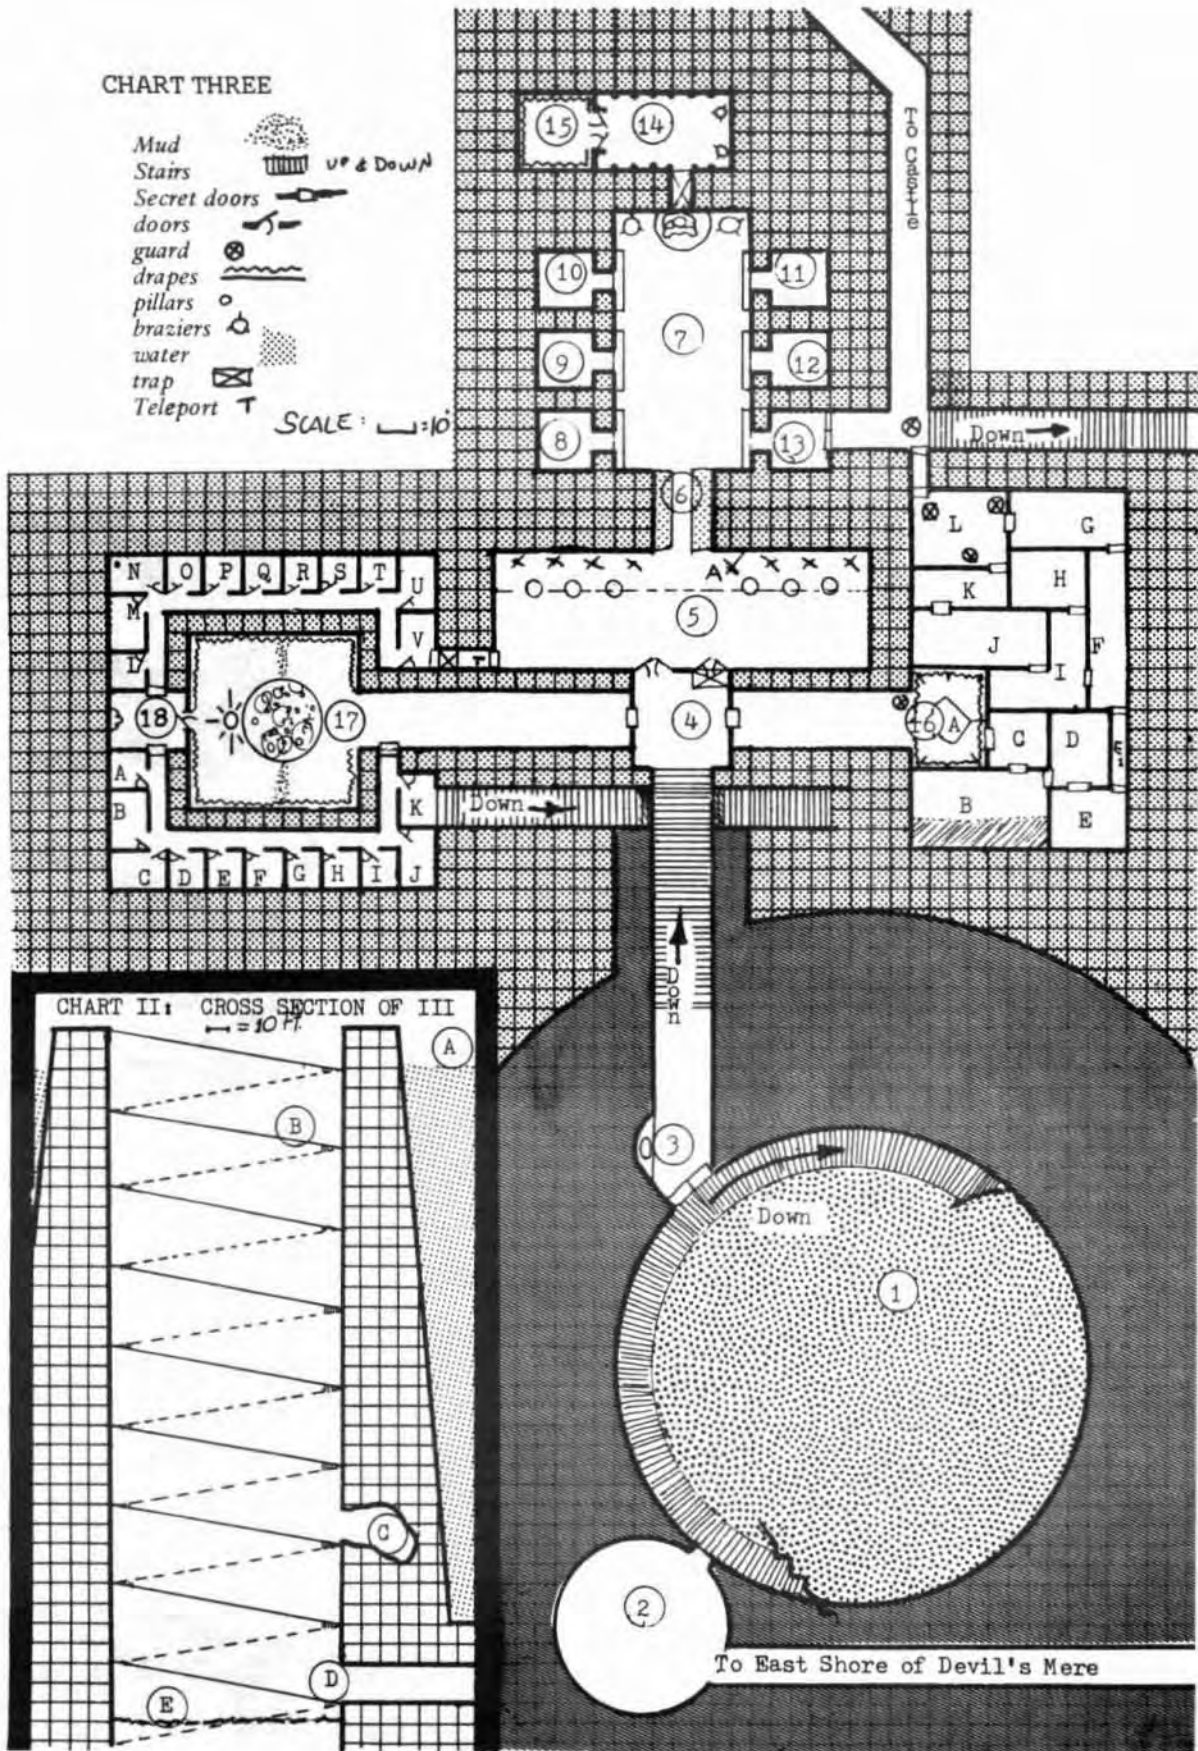 CHART THREE
Mud
Stairs UP & DOWN
Secret doors
doors
guard
drapes
pillars
braziers
water
trap
Teleport T
SCALE: =10'
To Castle
15
14
10
11
7
9
12
8
13
Down
6
L
G
N
O
P
Q
R
S
T
U
A
K
H
M
5
J
F
V
L
T
I
18
17
4
16
A
C
D
A
B
K
Down
B
E
C
D
E
F
G
H
I
J
Down
CHART II: CROSS SECTION OF III
= 10 FT.
A
B
3
Down
1
C
2
D
To East Shore of Devil's Mere
E